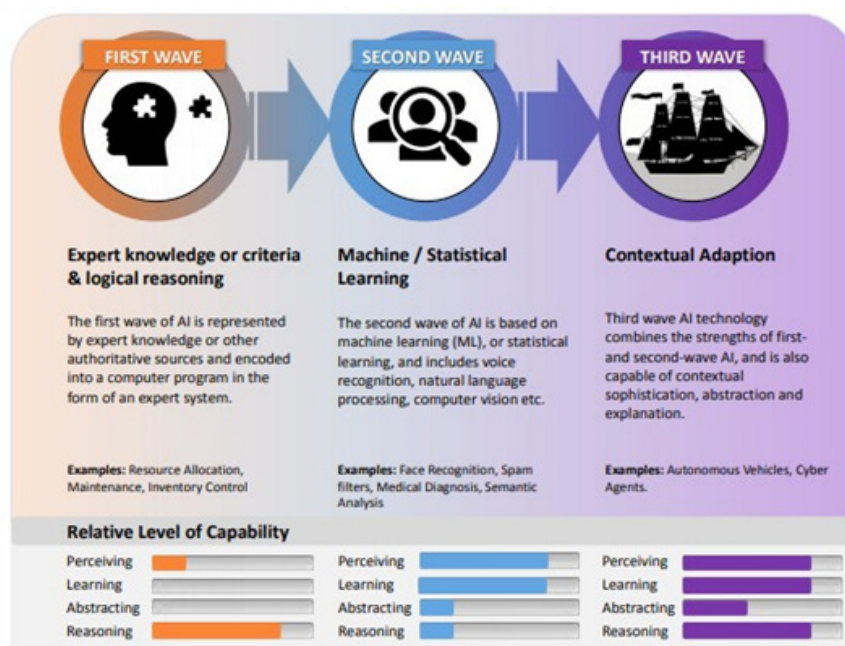 FIRST WAVE
SECOND WAVE
THIRD WAVE
Expert knowledge or criteria
& logical reasoning
The first wave of AI is represented
by expert knowledge or other
authoritative sources and encoded
into a computer program in the
form of an expert system.
Examples: Resource Allocation,
Maintenance, Inventory Control
Machine / Statistical
Learning
The second wave of AI is based on
machine learning (ML), or statistical
learning, and includes voice
recognition, natural language
processing, computer vision etc.
Examples: Face Recognition, Spam
filters, Medical Diagnosis, Semantic
Analysis
Contextual Adaption
Third wave AI technology
combines the strengths of first-
and second-wave AI, and is also
capable of contextual
sophistication, abstraction and
explanation.
Examples: Autonomous Vehicles, Cyber
Agents.
Relative Level of Capability
Perceiving
Learning
Abstracting
Reasoning
Perceiving
Learning
Abstracting
Reasoning
Perceiving
Learning
Abstracting
Reasoning